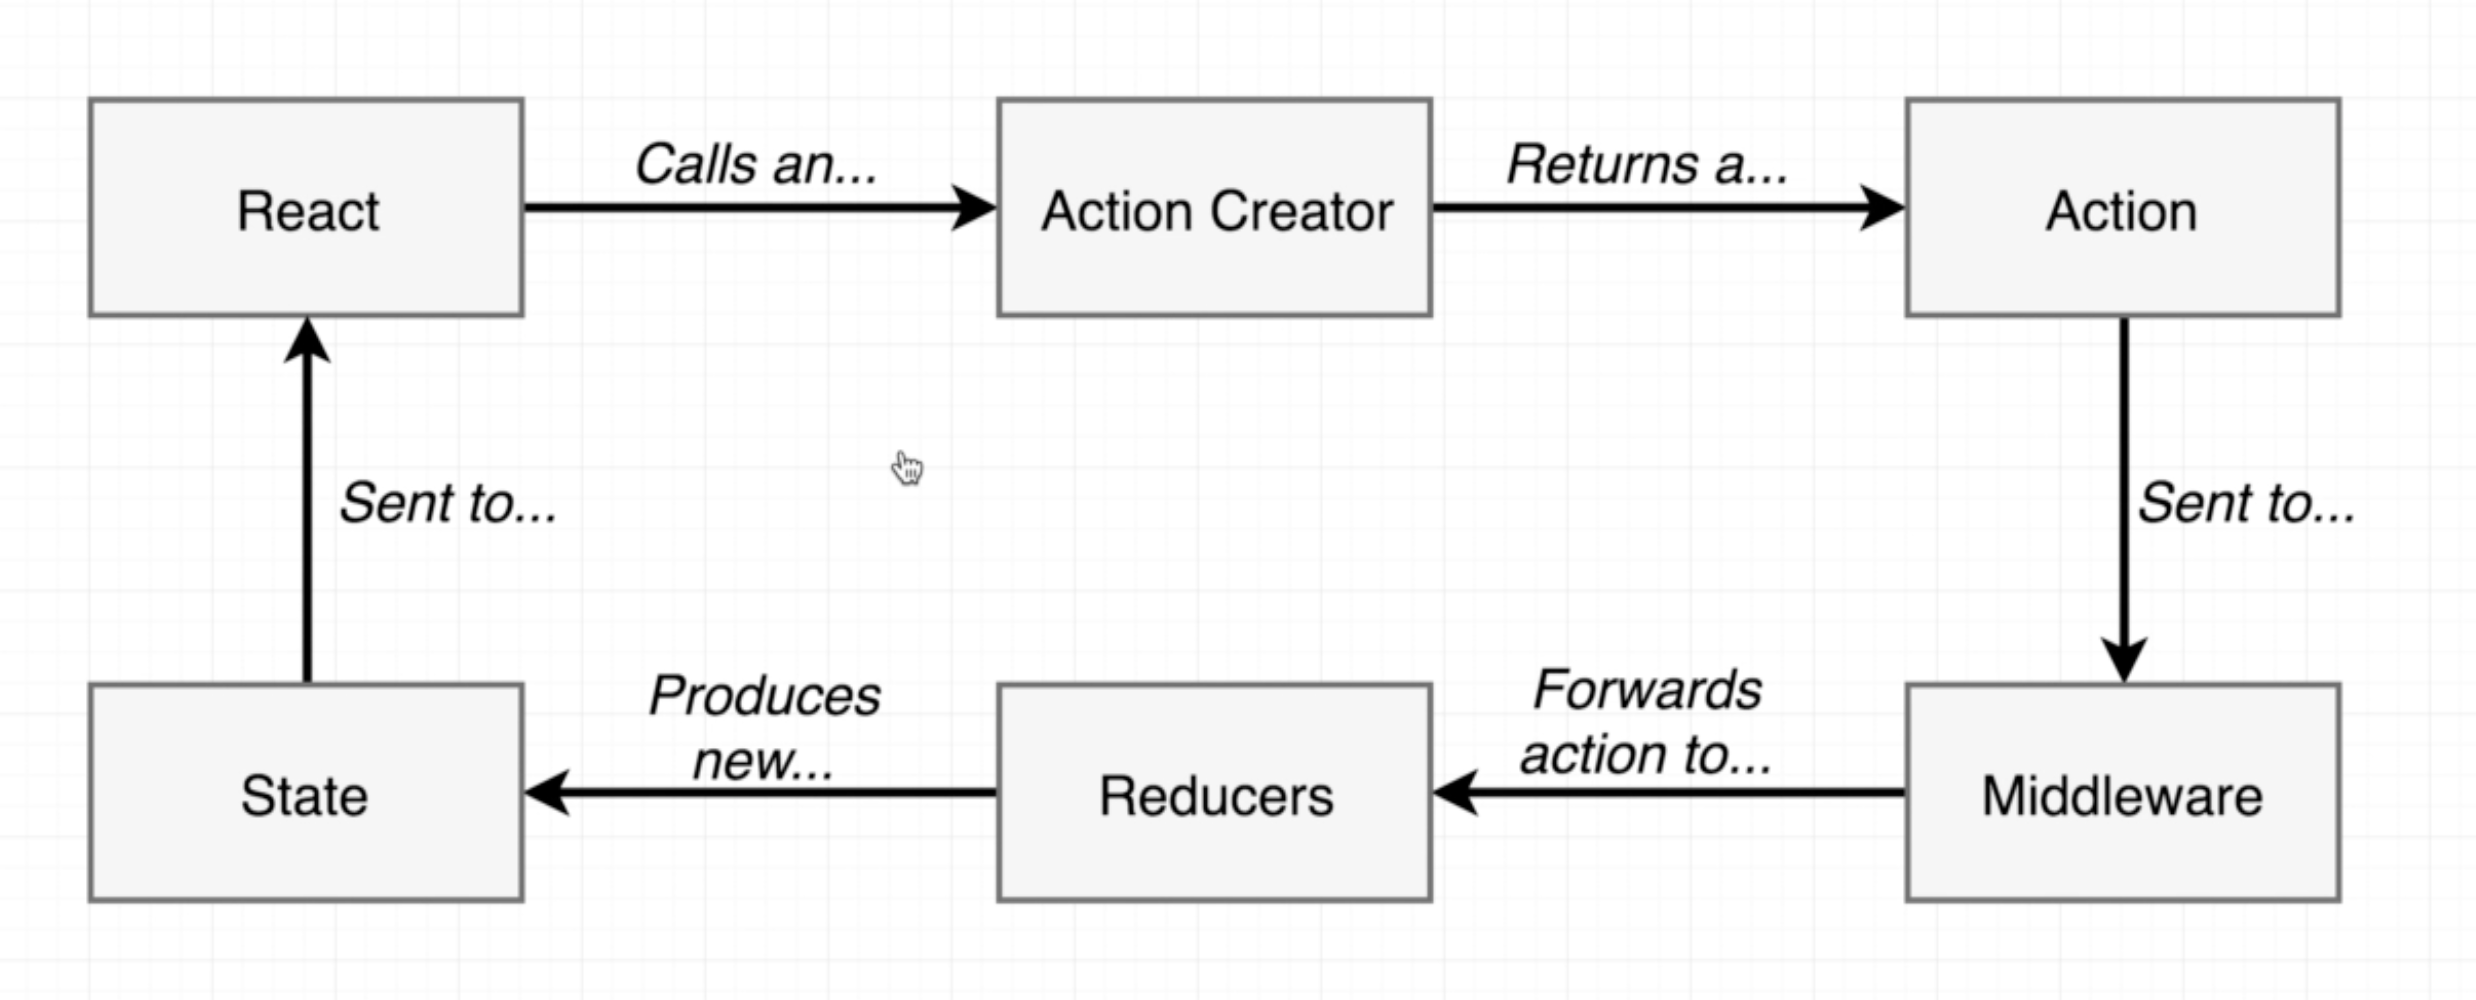 React
Calls an...
Action Creator
Returns a...
Action
Sent to...
Sent to...
State
Produces
new...
Reducers
Forwards
action to...
Middleware